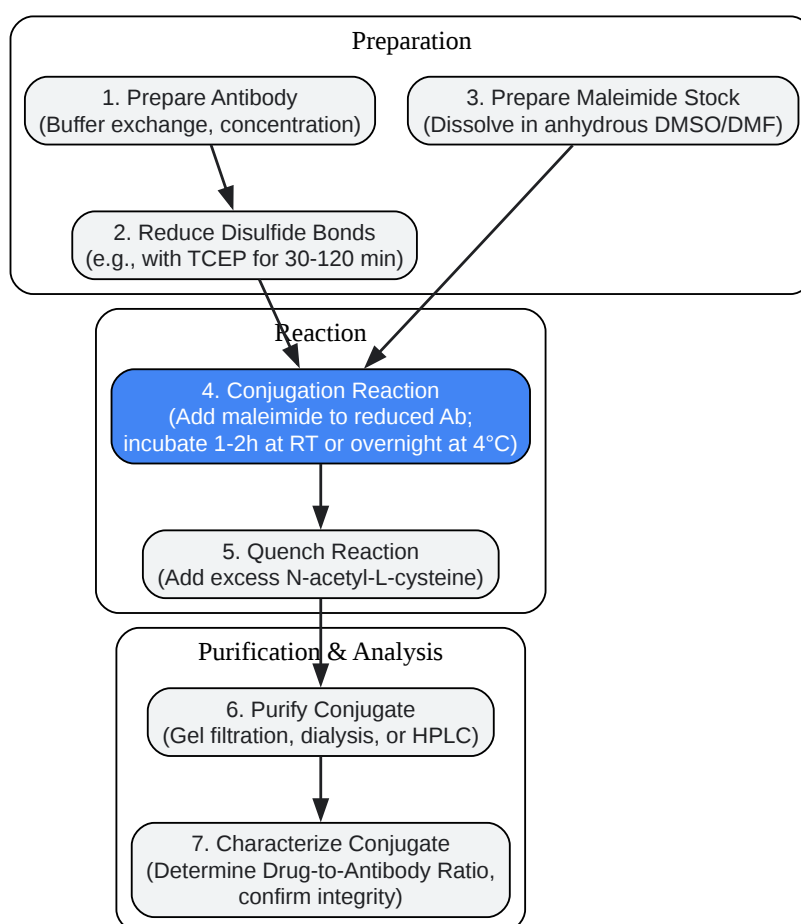 Preparation
1. Prepare Antibody
(Buffer exchange, concentration)
3. Prepare Maleimide Stock
(Dissolve in anhydrous DMSO/DMF)
2. Reduce Disulfide Bonds
(e.g., with TCEP for 30-120 min)
Reaction
4. Conjugation Reaction
(Add maleimide to reduced Ab;
incubate 1-2h at RT or overnight at 4°C)
5. Quench Reaction
(Add excess N-acetyl-L-cysteine)
Purification & Analysis
6. Purify Conjugate
(Gel filtration, dialysis, or HPLC)
7. Characterize Conjugate
(Determine Drug-to-Antibody Ratio,
confirm integrity)